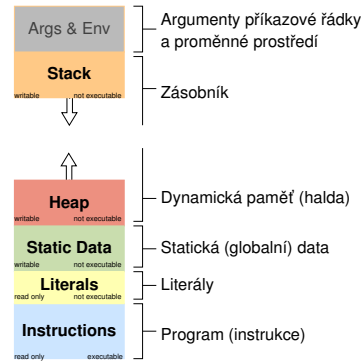 Args & Env
Argumenty příkazové řádky
a proměnné prostředí
Stack
writable not executable
Zásobník
Heap
writable not executable
Dynamická paměť (halda)
Static Data
writable not executable
Statická (globalní) data
Literals
read only not executable
Literály
Instructions
read only executable
Program (instrukce)